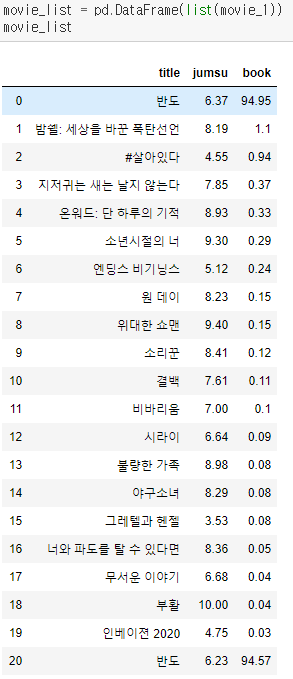 movie_list = pd.DataFrame(list(movie_1))
movie_list
title jumsu book
0 반도 6.37 94.95
1 밤쉘: 세상을 바꾼 폭탄선언 8.19 1.1
2 #살아있다 4.55 0.94
3 지저귀는 새는 날지 않는다 7.85 0.37
4 온워드: 단 하루의 기적 8.93 0.33
5 소년시절의 너 9.30 0.29
6 엔딩스 비기닝스 5.12 0.24
7 원 데이 8.23 0.15
8 위대한 쇼맨 9.40 0.15
9 소리꾼 8.41 0.12
10 결백 7.61 0.11
11 비바리움 7.00 0.1
12 시라이 6.64 0.09
13 불량한 가족 8.98 0.08
14 야구소녀 8.29 0.08
15 그레텔과 헨젤 3.53 0.08
16 너와 파도를 탈 수 있다면 8.36 0.05
17 무서운 이야기 6.68 0.04
18 부활 10.00 0.04
19 인베이젼 2020 4.75 0.03
20 반도 6.23 94.57